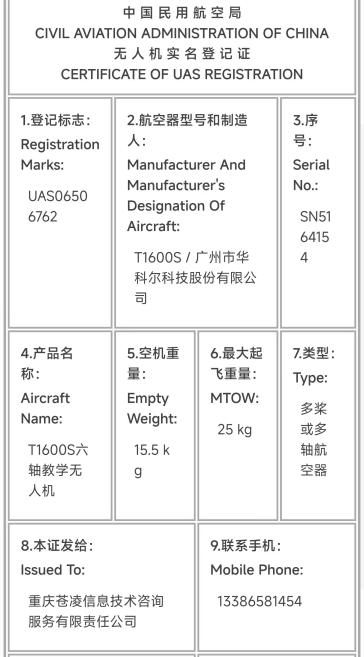 中国民用航空局
CIVIL AVIATION ADMINISTRATION OF CHINA
无人机实名登记证
CERTIFICATE OF UAS REGISTRATION
1.登记标志：
Registration
Marks:
UAS0650
6762
2.航空器型号和制造
人：
Manufacturer And
Manufacturer's
Designation Of
Aircraft:
T1600S / 广州市华
科尔科技股份有限公
司
3.序
号：
Serial
No.:
SN51
6415
4
4.产品名
称：
Aircraft
Name:
T1600S六
轴教学无
人机
5.空机重
量：
Empty
Weight:
15.5 k
g
6.最大起
飞重量：
MTOW:
25 kg
7.类型：
Type:
多桨
或多
轴航
空器
8.本证发给：
Issued To:
重庆苍凌信息技术咨询
服务有限责任公司
9.联系手机：
Mobile Phone:
13386581454